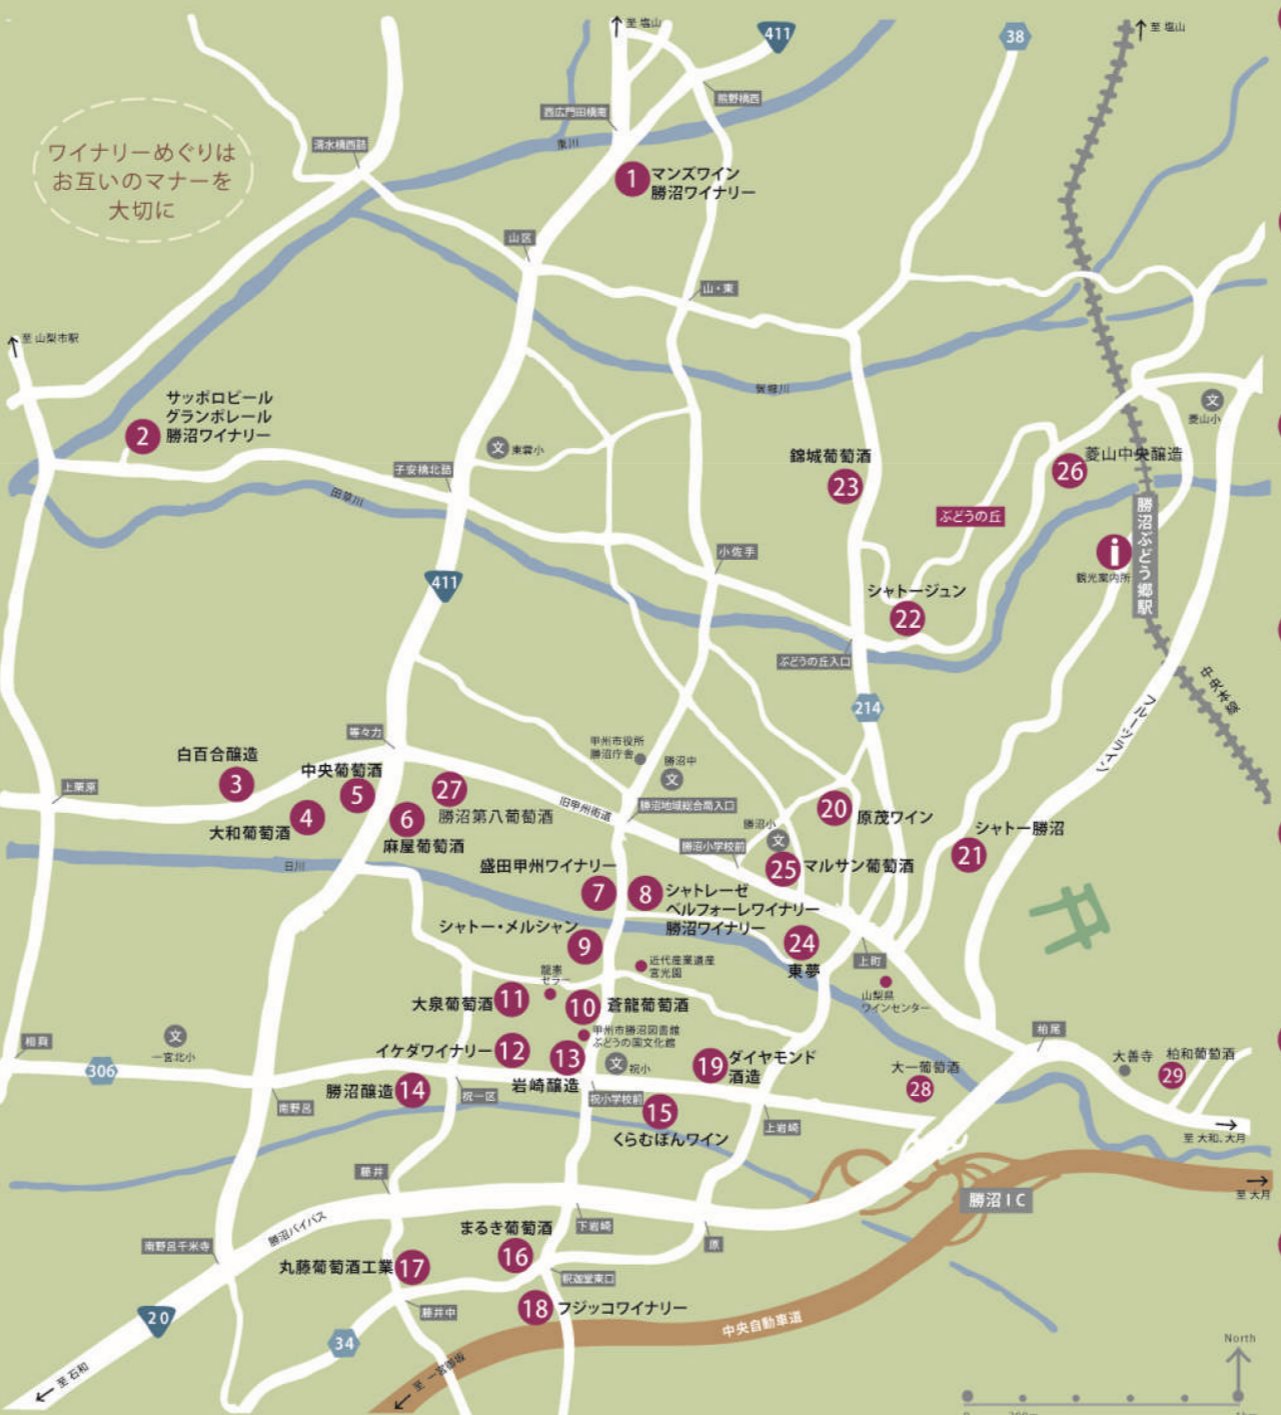 至 塩山
411
38
至 塩山
熊野橋西
西広門田橋南
重川
清水橋西詰
ワイナリーめぐりは
お互いのマナーを
大切に
1
マンズワイン
勝沼ワイナリー
山区
山・東
至 山梨市駅
サッポロビール
グランポレール
勝沼ワイナリー
2
文
東雲小
文
菱山小
錦城葡萄酒
23
菱山中央醸造
26
子安橋北詰
田草川
ぶどうの丘
勝沼ぶどう郷駅
i
観光案内所
小佐手
411
シャトージュン
22
ぶどうの丘入口
214
中央本線
フルーツライン
等々力
甲州市役所
勝沼庁舎
勝沼中
文
白百合醸造
3
中央葡萄酒
5
27
勝沼第八葡萄酒
上栗原
4
大和葡萄酒
6
麻屋葡萄酒
旧甲州街道
勝沼地域総合局入口
20
原茂ワイン
勝沼小
文
勝沼小学校前
シャトー勝沼
21
25
マルサン葡萄酒
日川
盛田甲州ワイナリー
7
8
シャトレーゼ
ベルフォーレワイナリー
勝沼ワイナリー
シャトー・メルシャン
9
24
東夢
上町
近代産業遺産
宮光園
龍憲
セラー
山梨県
ワインセンター
大泉葡萄酒
11
10
蒼龍葡萄酒
甲州市勝沼図書館
ぶどうの国文化館
柏尾
相興
文
一宮北小
306
イケダワイナリー
12
13
岩崎醸造
文
祝小
19
ダイヤモンド
酒造
大一葡萄酒
28
大善寺
柏和葡萄酒
29
勝沼醸造
14
祝一区
祝小学校前
南野呂
15
くらむぼんワイン
上岩崎
至 大和、大月
藤井
至 大月
勝沼IC
勝沼バイパス
下岩崎
原
まるき葡萄酒
16
南野呂千米寺
丸藤葡萄酒工業
17
釈迦堂東口
18
フジッコワイナリー
藤井中
20
34
中央自動車道
至 石和
至 一宮御坂
North